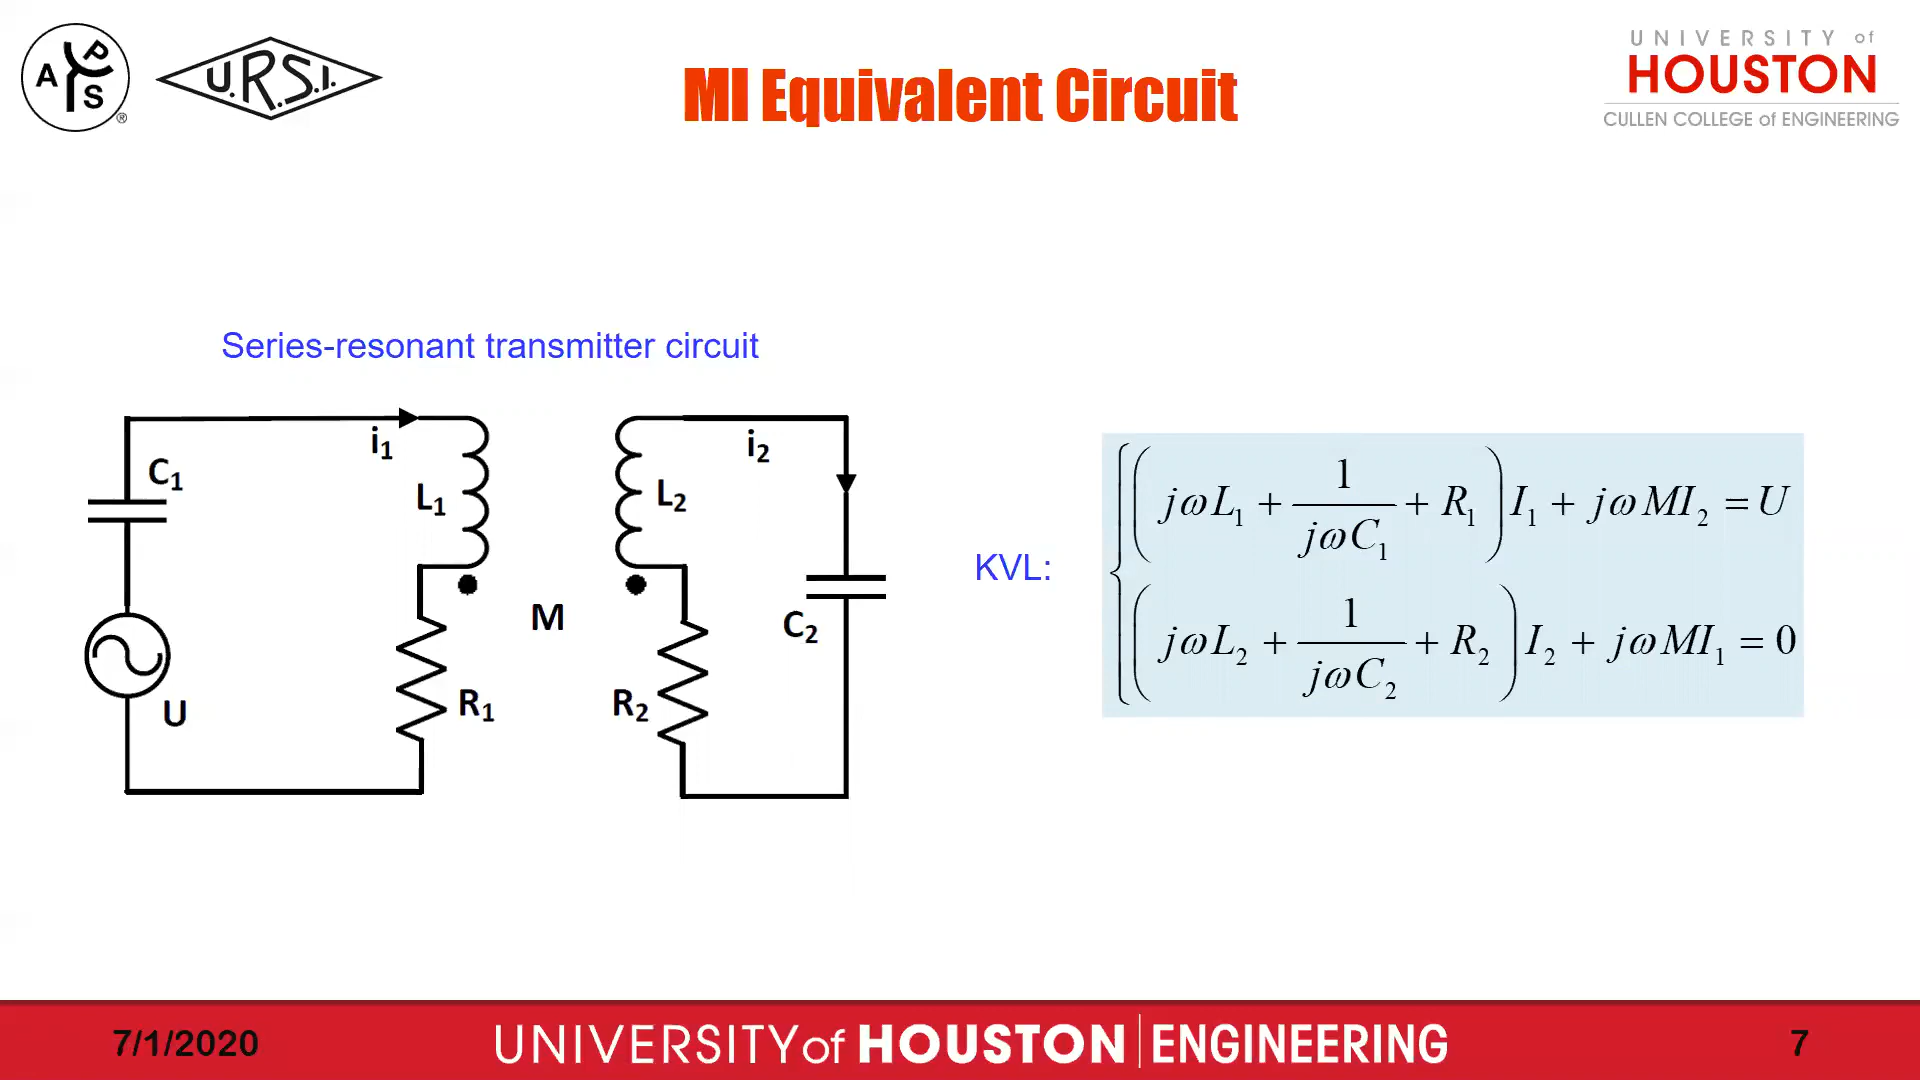 A P S ®
U.R.S.I.
MI Equivalent Circuit
UNIVERSITY of
HOUSTON
CULLEN COLLEGE of ENGINEERING
Series-resonant transmitter circuit
i₁
i₂
C₁
L₁
L₂
M
C₂
U
R₁
R₂
KVL:
(jωL₁ + 1/(jωC₁) + R₁) I₁ + jωMI₂ = U
(jωL₂ + 1/(jωC₂) + R₂) I₂ + jωMI₁ = 0
7/1/2020
UNIVERSITY of HOUSTON | ENGINEERING
7